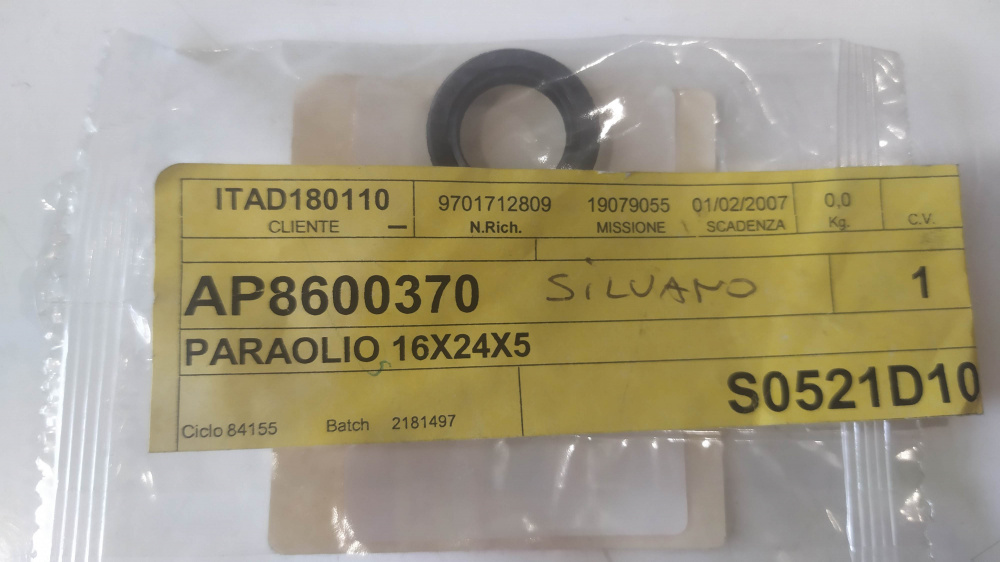 ITAD180110 9701712809 19079055 01/02/2007 0,0
CLIENTE N.Rich. MISSIONE SCADENZA Kg. C.V.
AP8600370 SILVANO 1
PARAOLIO 16X24X5
S0521D10
Ciclo 84155 Batch 2181497